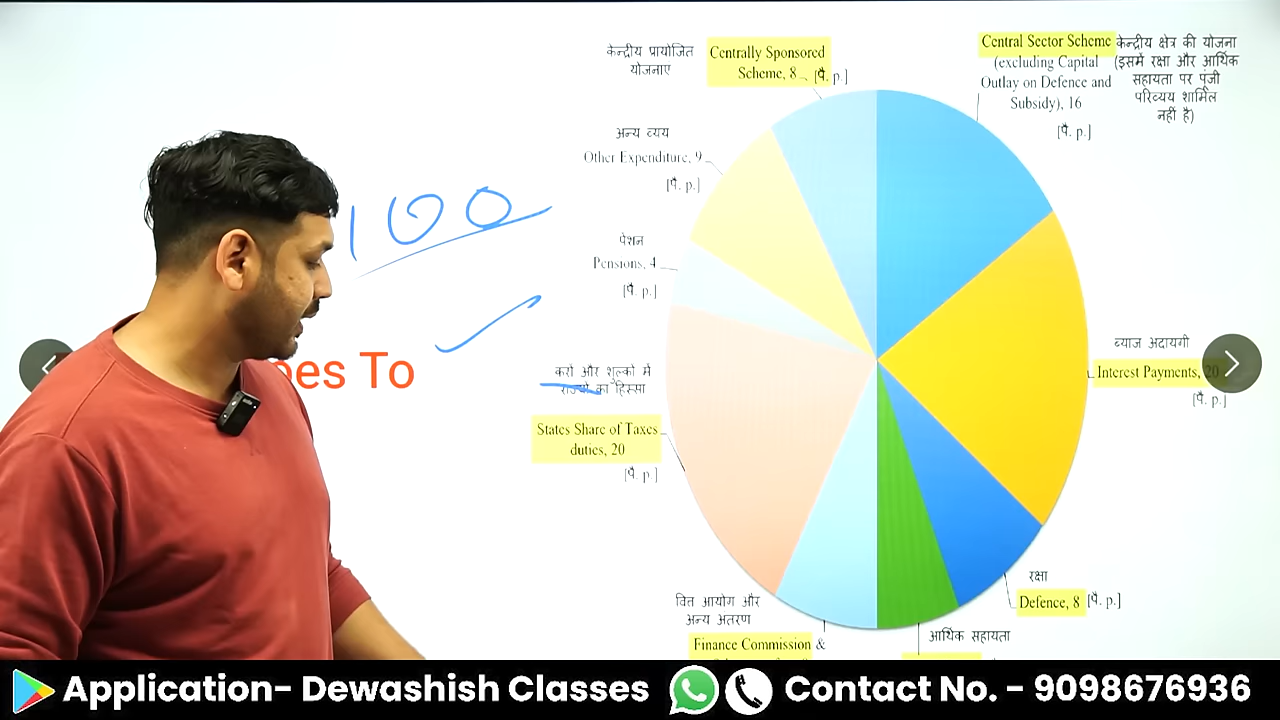 केन्द्रीय प्रायोजित
योजनाए
Centrally Sponsored
Scheme, 8
[पै. p.]
Central Sector Scheme
(excluding Capital
Outlay on Defence and
Subsidy), 16
[पै. p.]
केन्द्रीय क्षेत्र की योजना
(इसमें रक्षा और आर्थिक
सहायता पर पूंजी
परिव्यय शामिल
नहीं है)
अन्य व्यय
Other Expenditure, 9
[पै. p.]
100
पेंशन
Pensions, 4
[पै. p.]
ब्याज अदायगी
Interest Payments, 20
[पै. p.]
To
करों और शुल्कों में
राज्यों का हिस्सा
States Share of Taxes
duties, 20
[पै. p.]
रक्षा
Defence, 8 [पै. p.]
वित्त आयोग और
अन्य अंतरण
Finance Commission &
आर्थिक सहायता
Application- Dewashish Classes
Contact No. - 9098676936